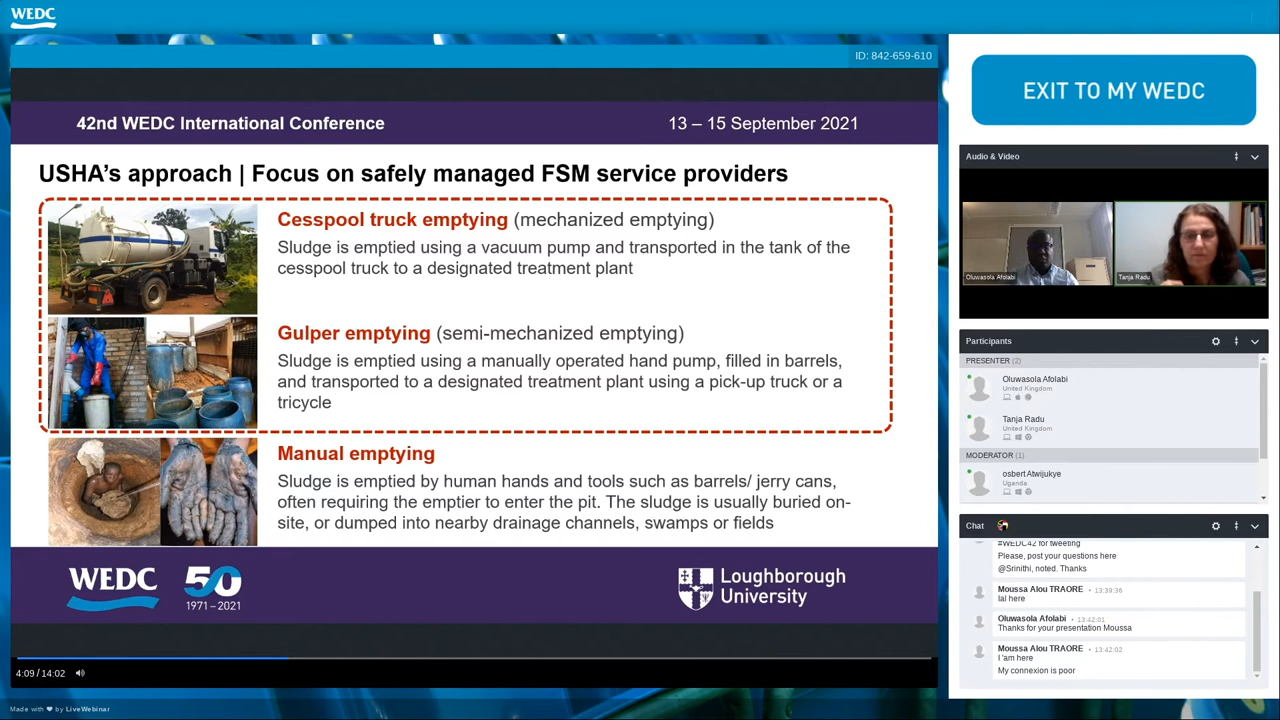 WEDC
ID: 842-659-610
42nd WEDC International Conference
13 – 15 September 2021
USHA’s approach | Focus on safely managed FSM service providers
Cesspool truck emptying (mechanized emptying)
Sludge is emptied using a vacuum pump and transported in the tank of the
cesspool truck to a designated treatment plant
Gulper emptying (semi-mechanized emptying)
Sludge is emptied using a manually operated hand pump, filled in barrels,
and transported to a designated treatment plant using a pick-up truck or a
tricycle
Manual emptying
Sludge is emptied by human hands and tools such as barrels/ jerry cans,
often requiring the emptier to enter the pit. The sludge is usually buried on-
site, or dumped into nearby drainage channels, swamps or fields
WEDC
50
1971–2021
Loughborough
University
4:09 / 14:02
Made with ❤ by LiveWebinar
EXIT TO MY WEDC
Audio & Video
Oluwasola Afolabi
Tanja Radu
Participants
PRESENTER (2)
Oluwasola Afolabi
United Kingdom
Tanja Radu
United Kingdom
MODERATOR (1)
osbert Atwijukye
Uganda
Chat
#WEDC42 for tweeting
Please, post your questions here
@Srinithi, noted. Thanks
Moussa Alou TRAORE • 13:39:36
Ial here
Oluwasola Afolabi • 13:42:01
Thanks for your presentation Moussa
Moussa Alou TRAORE • 13:42:02
I 'am here
My connexion is poor